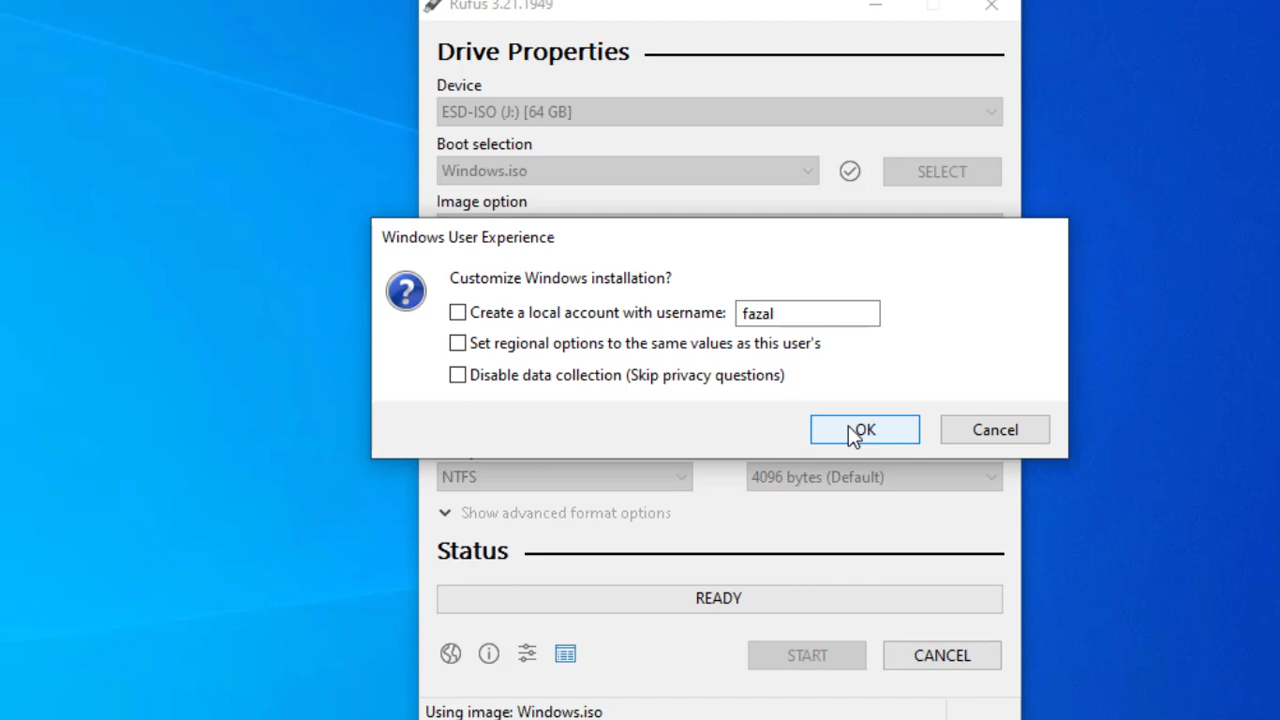 Rufus 3.21.1949
Drive Properties
Device
ESD-ISO (J:) [64 GB]
Boot selection
Windows.iso
SELECT
Image option
Windows User Experience
Customize Windows installation?
Create a local account with username: fazal
Set regional options to the same values as this user's
Disable data collection (Skip privacy questions)
OK Cancel
NTFS 4096 bytes (Default)
Show advanced format options
Status
READY
START CANCEL
Using image: Windows.iso